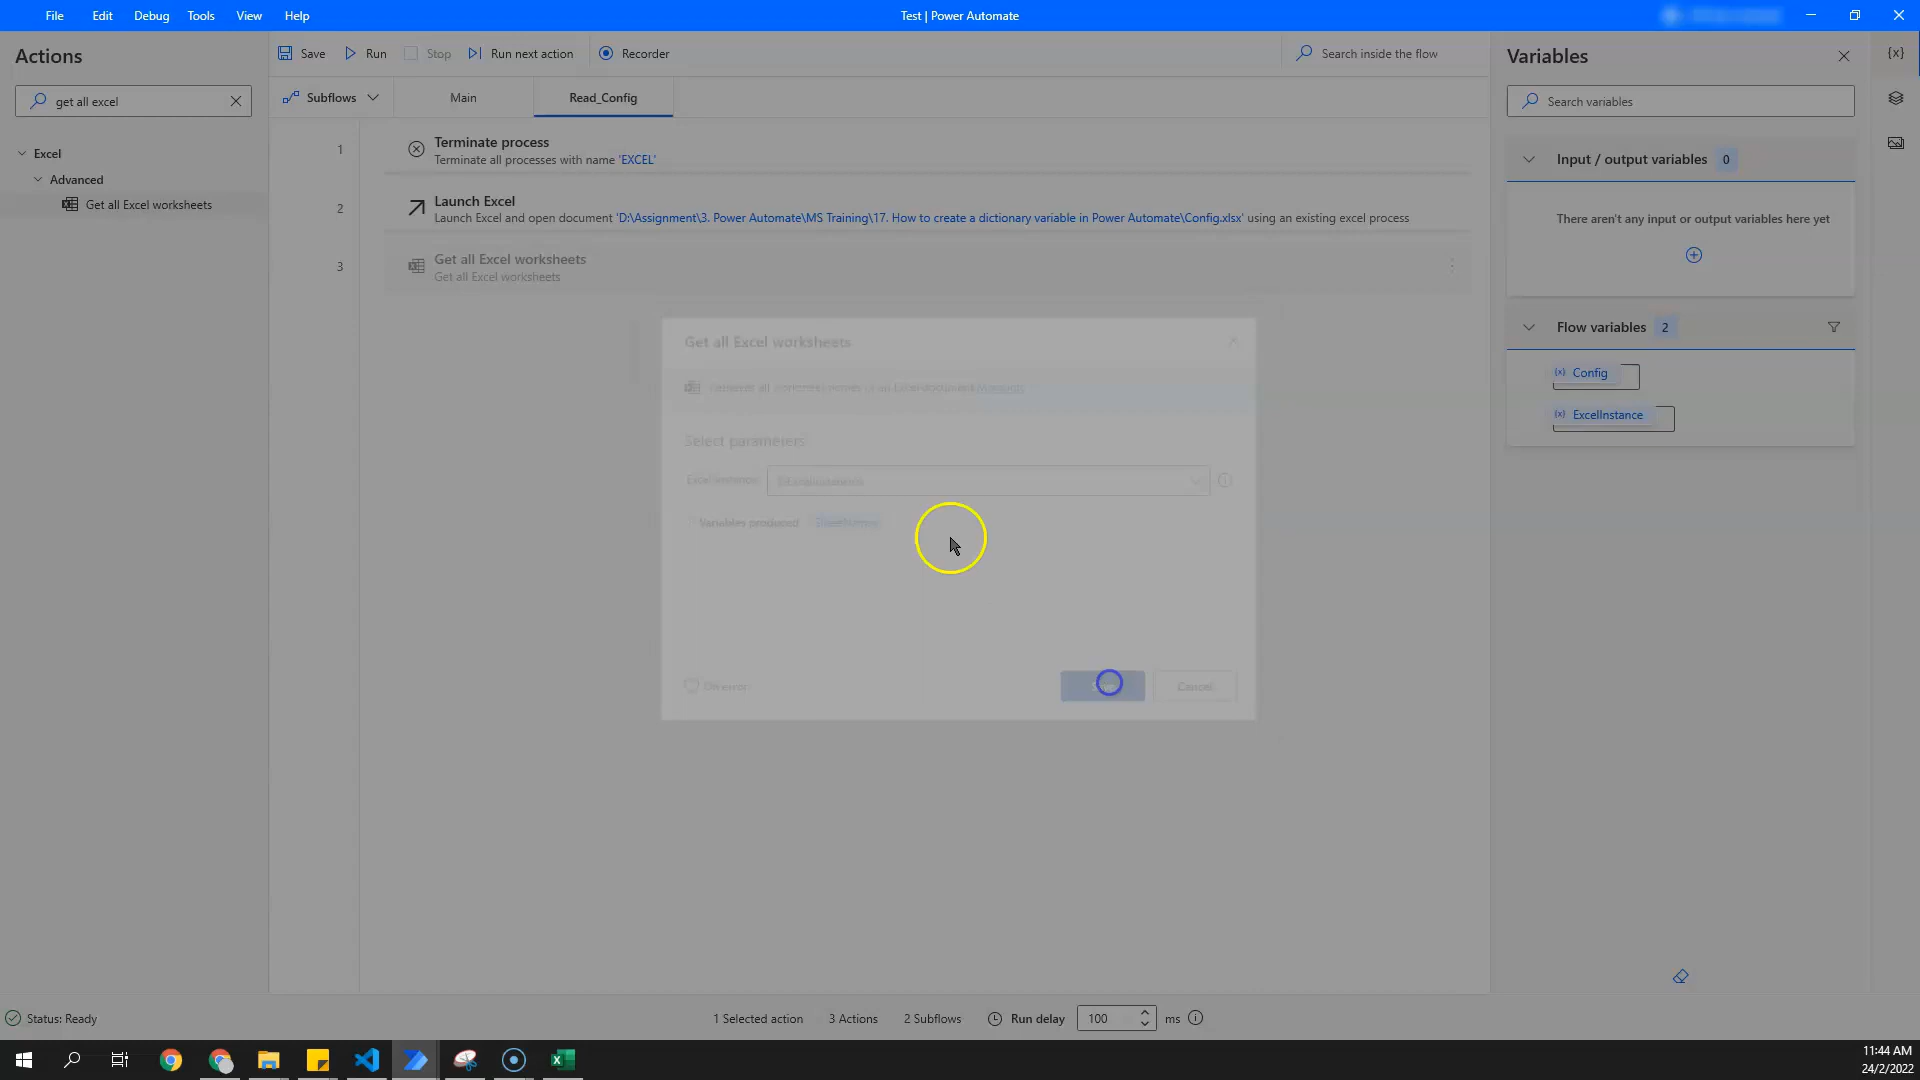 File Edit Debug Tools View Help
Test | Power Automate
Actions
get all excel
Excel
Advanced
Get all Excel worksheets
Save Run Stop Run next action Recorder
Search inside the flow
Subflows Main Read_Config
1
Terminate process
Terminate all processes with name 'EXCEL'
2
Launch Excel
Launch Excel and open document 'D:\Assignment\3. Power Automate\MS Training\17. How to create a dictionary variable in Power Automate\Config.xlsx' using an existing excel process
3
Get all Excel worksheets
Get all Excel worksheets
Get all Excel worksheets
Select parameters
Excel instance:
Variables produced
Cancel
Variables
{x}
Search variables
Input / output variables 0
There aren't any input or output variables here yet
Flow variables 2
{x} Config
{x} ExcelInstance
Status: Ready
1 Selected action 3 Actions 2 Subflows Run delay 100 ms
11:44 AM
24/2/2022